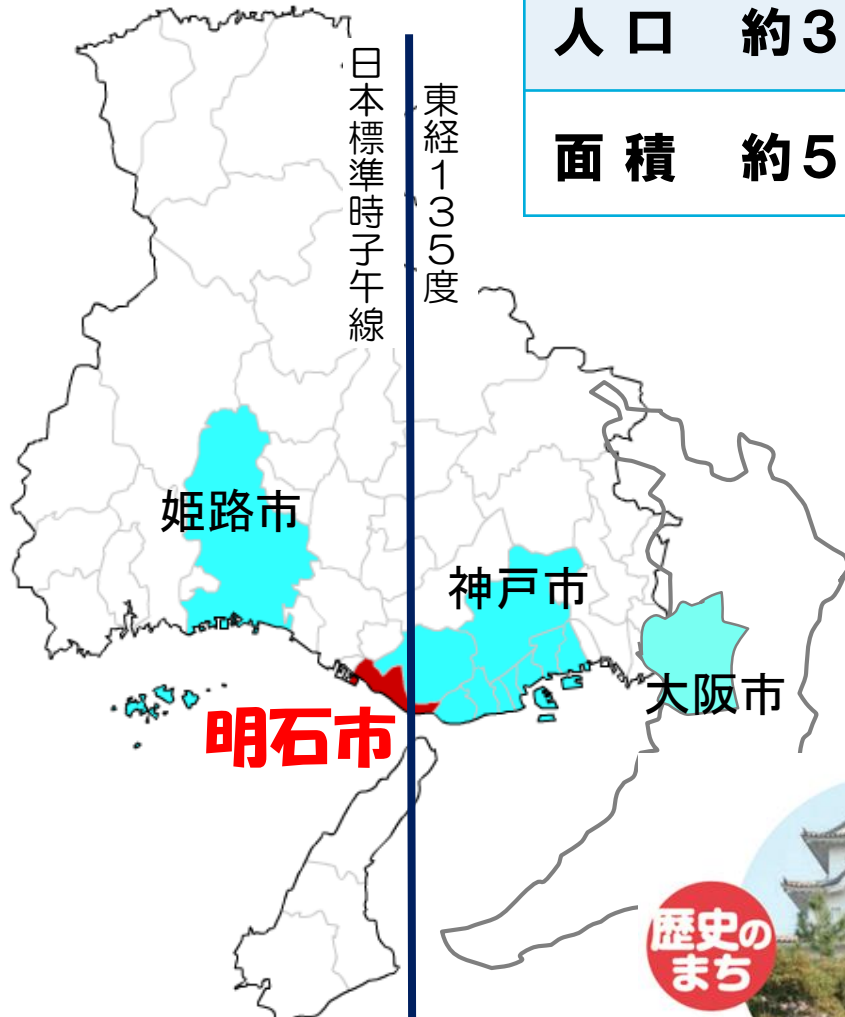 人口 約3
面積 約5
東経135度
日本標準時子午線
姫路市
神戸市
大阪市
明石市
歴史の
まち